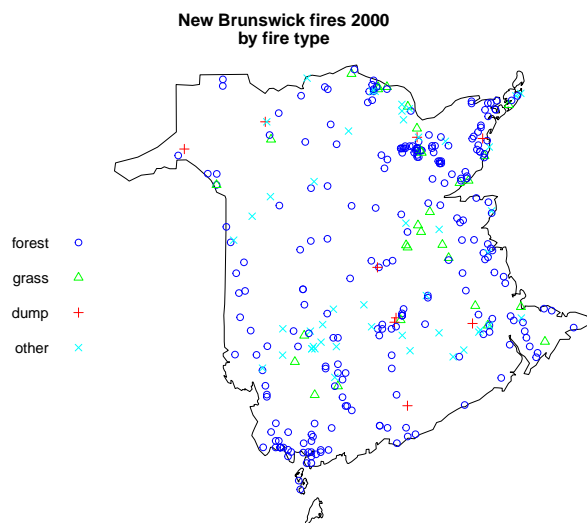 New Brunswick fires 2000
by fire type
forest
grass
dump
other